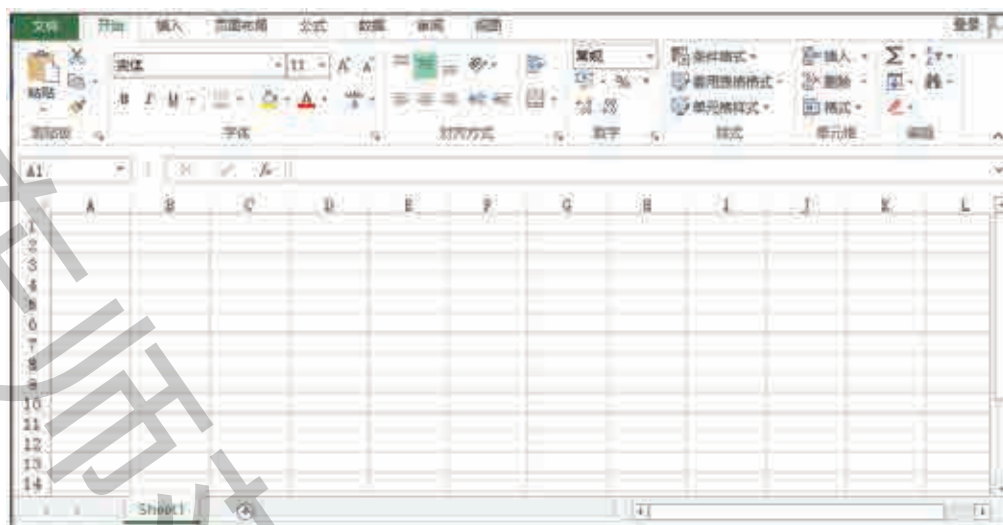 文件 开始 插入 页面布局 公式 数据 审阅 视图 登录
粘贴 宋体 11 A A 常规 条件格式 插入 Σ
B I U A % 套用表格格式 删除
单元格样式 格式
剪贴板 字体 对齐方式 数字 样式 单元格 编辑
A1 fx
A B C D E F G H I J K L
1
2
3
4
5
6
7
8
9
10
11
12
13
14
Sheet1